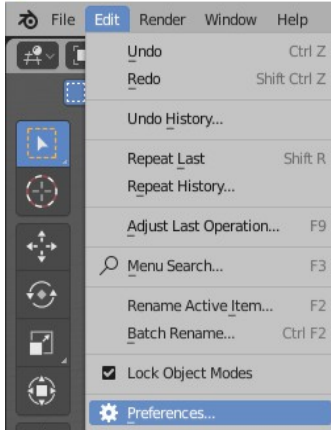 File Edit Render Window Help
Undo Ctrl Z
Redo Shift Ctrl Z
Undo History...
Repeat Last Shift R
Repeat History...
Adjust Last Operation... F9
Menu Search... F3
Rename Active Item... F2
Batch Rename... Ctrl F2
Lock Object Modes
Preferences...